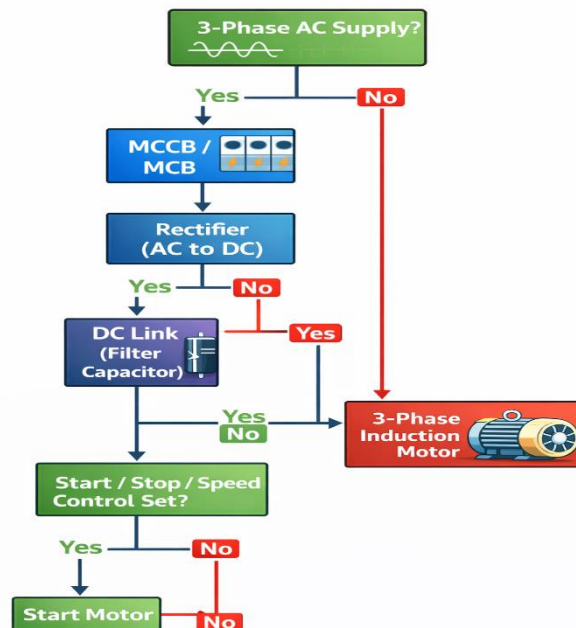 3-Phase AC Supply?
Yes
No
MCCB /
MCB
Rectifier
(AC to DC)
Yes
No
DC Link
(Filter
Capacitor)
Yes
Yes
No
3-Phase
Induction
Motor
Start / Stop / Speed
Control Set?
Yes
No
Start Motor
No